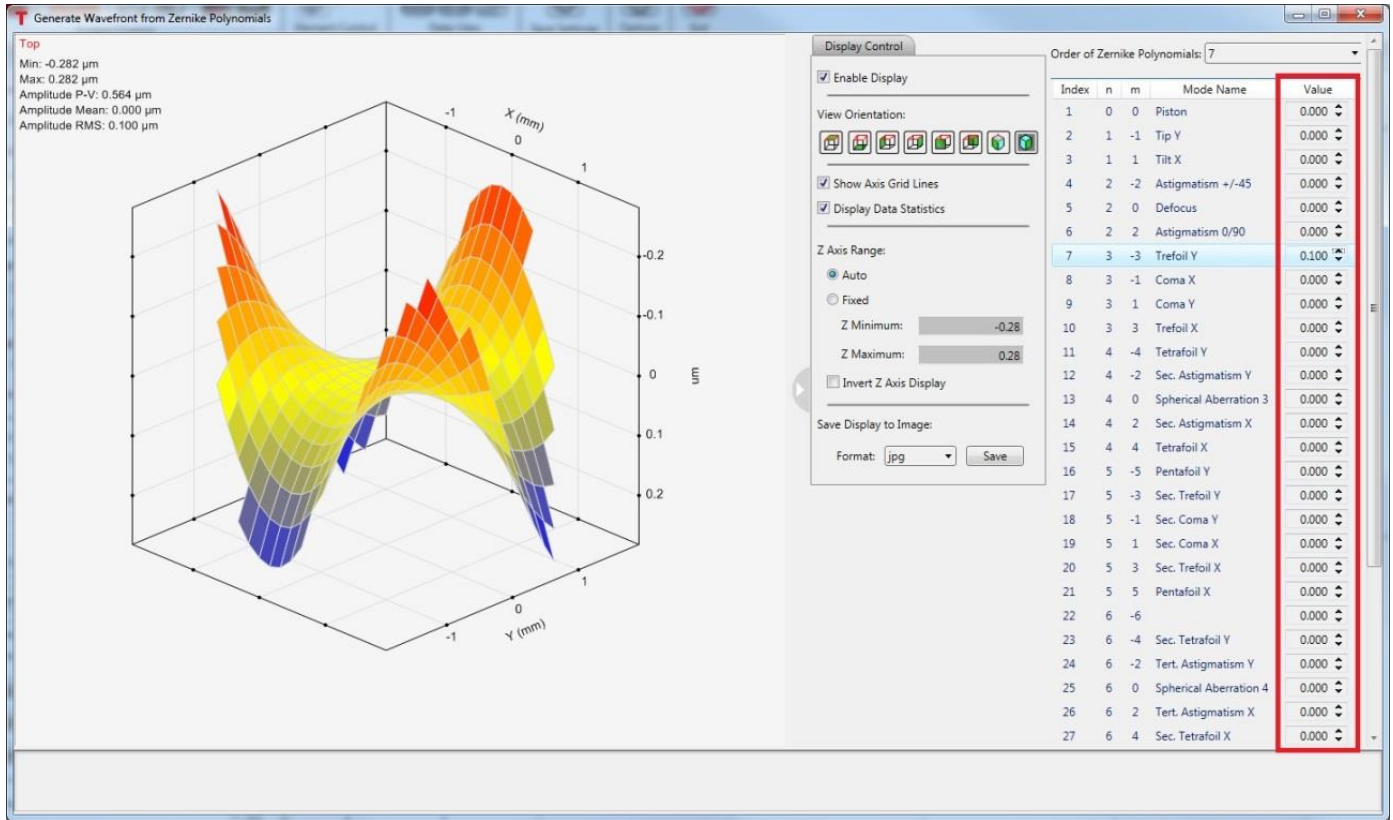 Generate Wavefront from Zernike Polynomials
Top
Min: -0.282 µm
Max: 0.282 µm
Amplitude P-V: 0.564 µm
Amplitude Mean: 0.000 µm
Amplitude RMS: 0.100 µm
-1
X (mm)
0
1
-0.2
-0.1
0
um
0.1
0.2
1
0
Y (mm)
-1
Display Control
Enable Display
View Orientation:
Show Axis Grid Lines
Display Data Statistics
Z Axis Range:
Auto
Fixed
Z Minimum: -0.28
Z Maximum: 0.28
Invert Z Axis Display
Save Display to Image:
Format: jpg Save
Order of Zernike Polynomials: 7
Index n m Mode Name Value
1 0 0 Piston 0.000
2 1 -1 Tip Y 0.000
3 1 1 Tilt X 0.000
4 2 -2 Astigmatism +/-45 0.000
5 2 0 Defocus 0.000
6 2 2 Astigmatism 0/90 0.000
7 3 -3 Trefoil Y 0.100
8 3 -1 Coma X 0.000
9 3 1 Coma Y 0.000
10 3 3 Trefoil X 0.000
11 4 -4 Tetrafoil Y 0.000
12 4 -2 Sec. Astigmatism Y 0.000
13 4 0 Spherical Aberration 3 0.000
14 4 2 Sec. Astigmatism X 0.000
15 4 4 Tetrafoil X 0.000
16 5 -5 Pentafoil Y 0.000
17 5 -3 Sec. Trefoil Y 0.000
18 5 -1 Sec. Coma Y 0.000
19 5 1 Sec. Coma X 0.000
20 5 3 Sec. Trefoil X 0.000
21 5 5 Pentafoil X 0.000
22 6 -6 0.000
23 6 -4 Sec. Tetrafoil Y 0.000
24 6 -2 Tert. Astigmatism Y 0.000
25 6 0 Spherical Aberration 4 0.000
26 6 2 Tert. Astigmatism X 0.000
27 6 4 Sec. Tetrafoil X 0.000